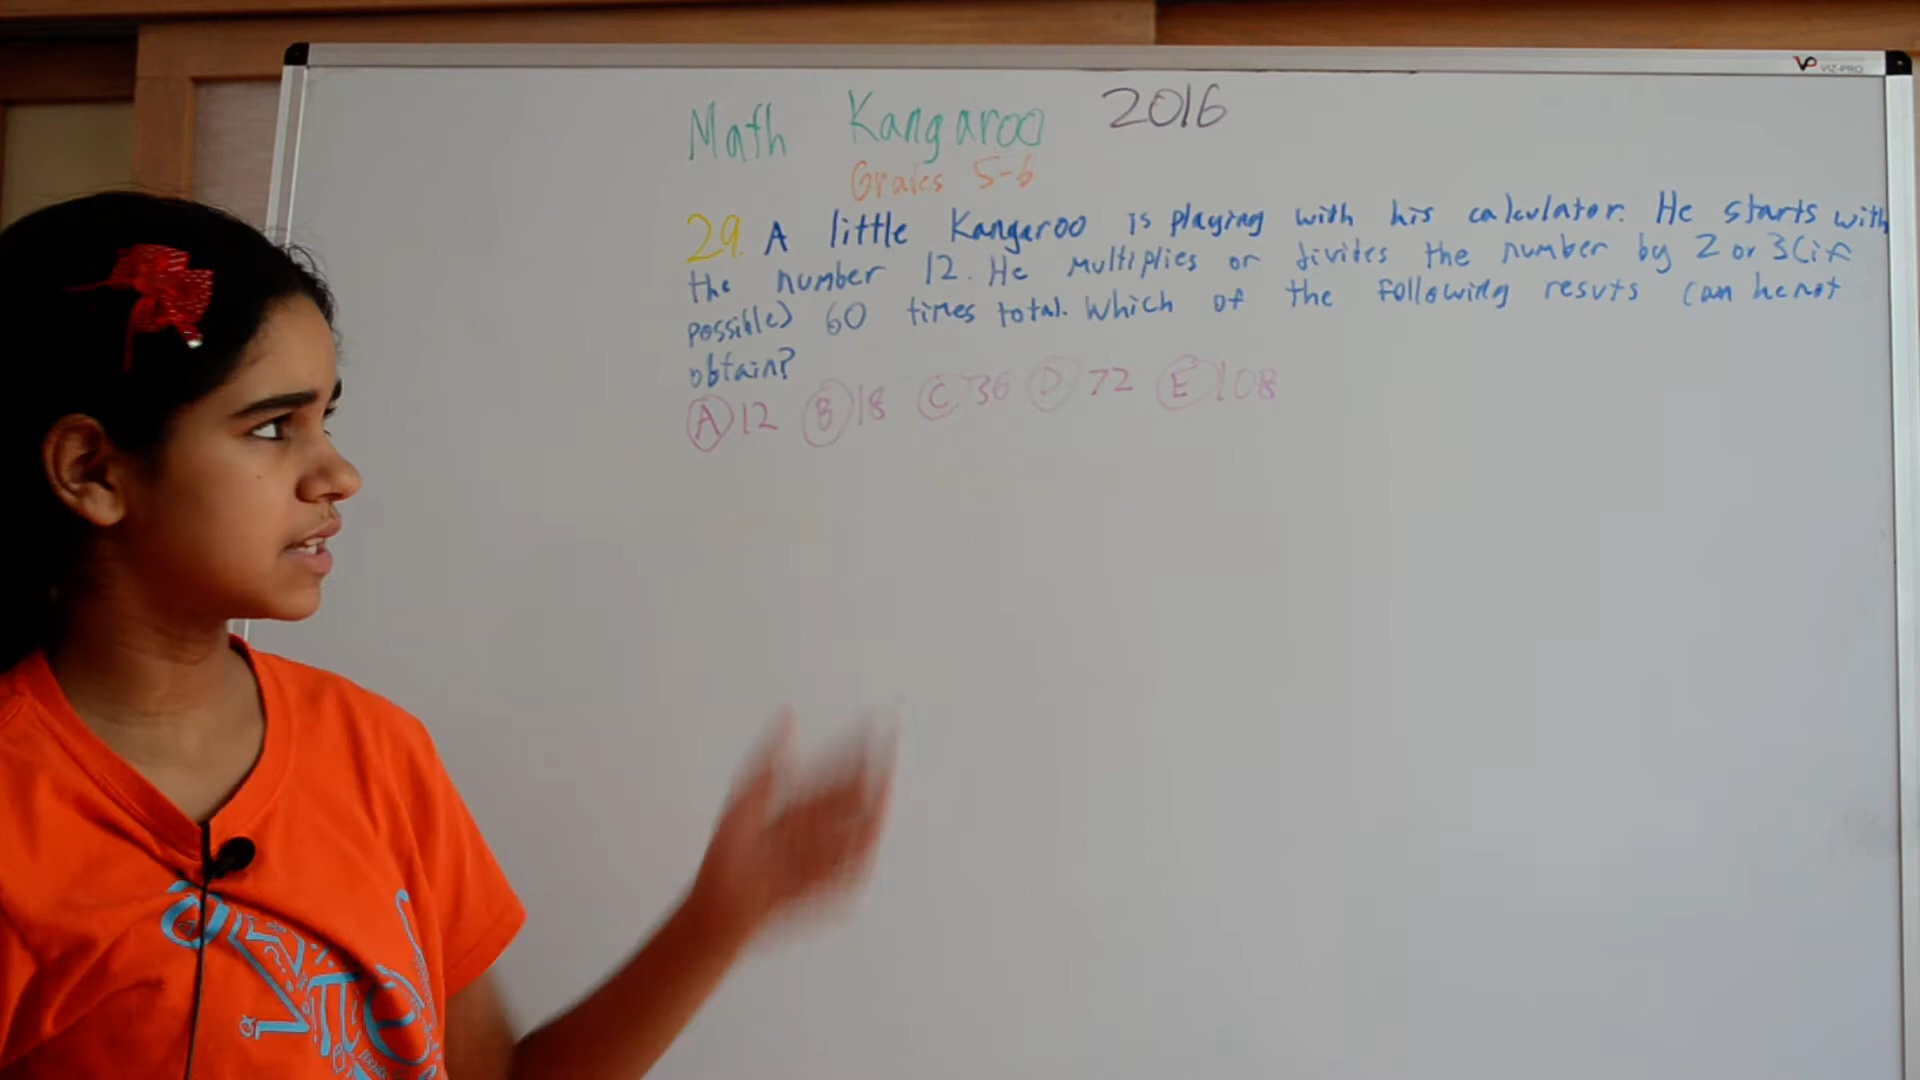 VIZ-PRO
Math Kangaroo 2016
Grades 5-6
29. A little Kangaroo is playing with his calculator. He starts with
the number 12. He multiplies or divides the number by 2 or 3 (if
possible) 60 times total. Which of the following resuts can he not
obtain?
A 12 B 18 C 36 D 72 E 108
π